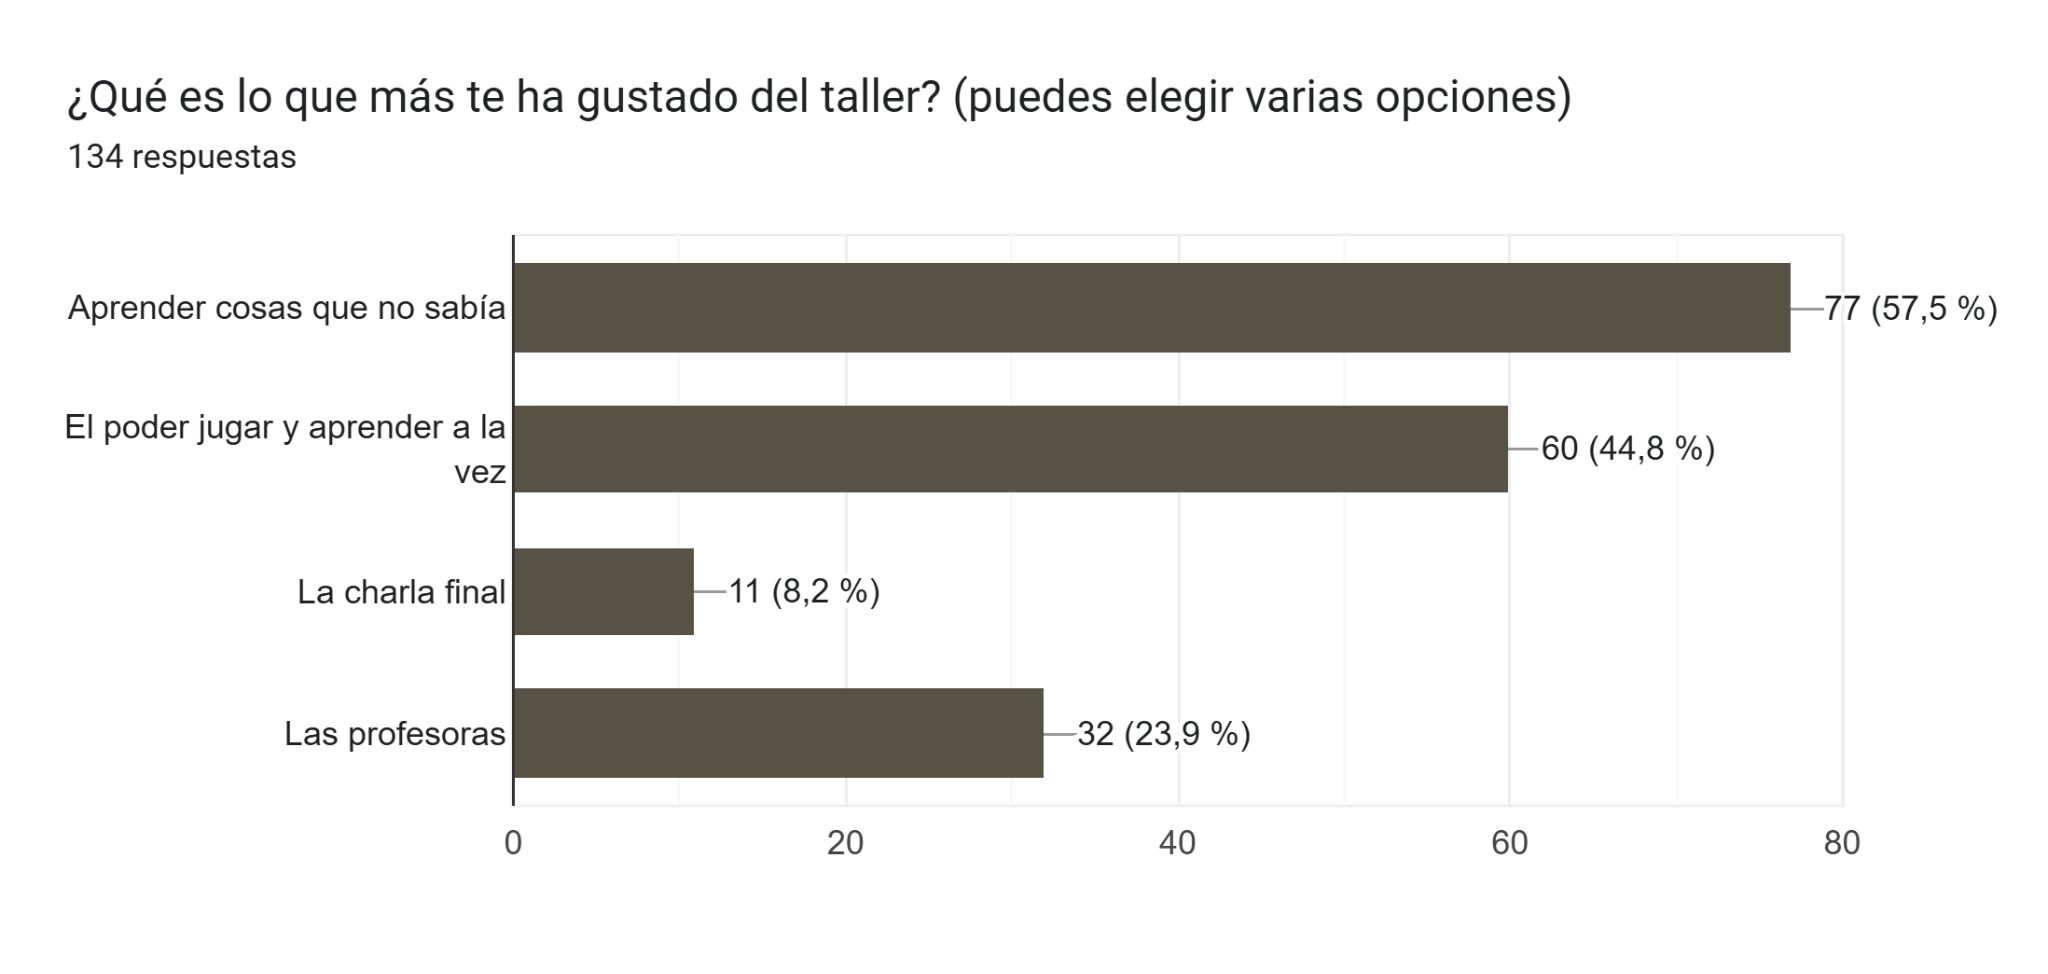 ¿Qué es lo que más te ha gustado del taller? (puedes elegir varias opciones)
134 respuestas
Aprender cosas que no sabía
77 (57,5 %)
El poder jugar y aprender a la
vez
60 (44,8 %)
La charla final
11 (8,2 %)
Las profesoras
32 (23,9 %)
0 20 40 60 80